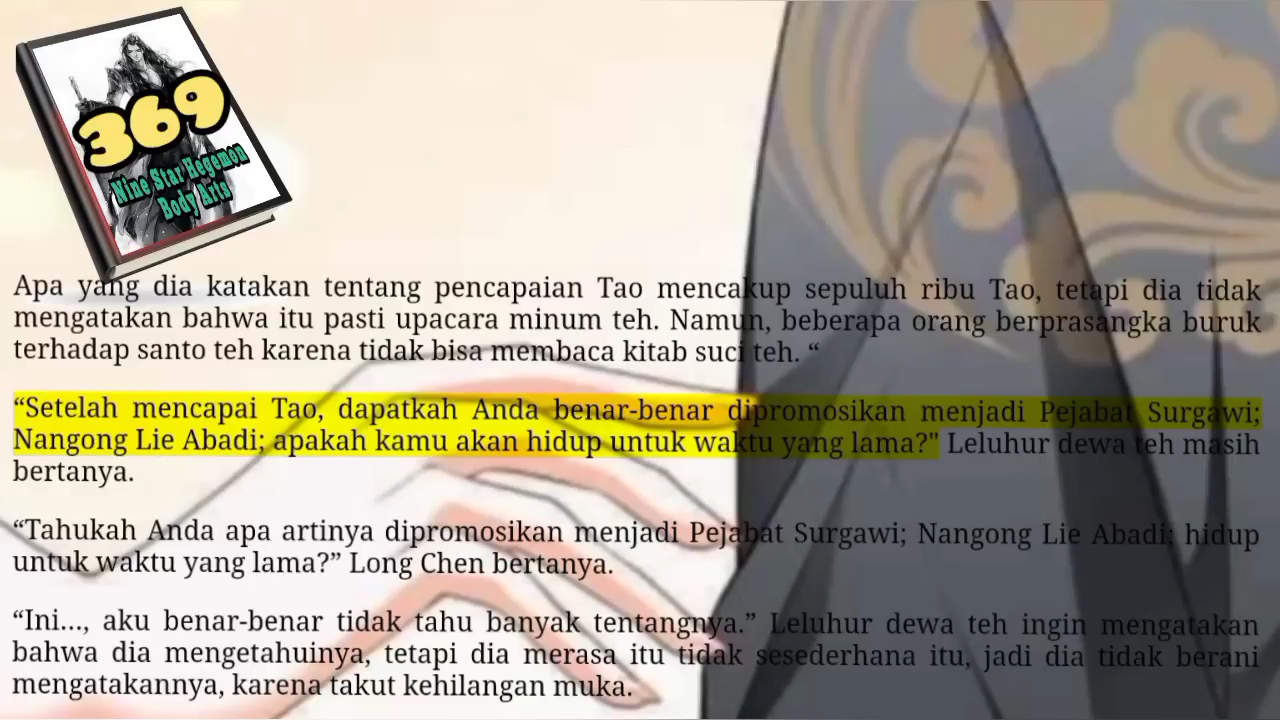 369
Nine Star Hegemon
Body Arts
Apa yang dia katakan tentang pencapaian Tao mencakup sepuluh ribu Tao, tetapi dia tidak
mengatakan bahwa itu pasti upacara minum teh. Namun, beberapa orang berprasangka buruk
terhadap santo teh karena tidak bisa membaca kitab suci teh. “
“Setelah mencapai Tao, dapatkah Anda benar-benar dipromosikan menjadi Pejabat Surgawi;
Nangong Lie Abadi; apakah kamu akan hidup untuk waktu yang lama?" Leluhur dewa teh masih
bertanya.
“Tahukah Anda apa artinya dipromosikan menjadi Pejabat Surgawi; Nangong Lie Abadi; hidup
untuk waktu yang lama?” Long Chen bertanya.
“Ini…, aku benar-benar tidak tahu banyak tentangnya.” Leluhur dewa teh ingin mengatakan
bahwa dia mengetahuinya, tetapi dia merasa itu tidak sesederhana itu, jadi dia tidak berani
mengatakannya, karena takut kehilangan muka.